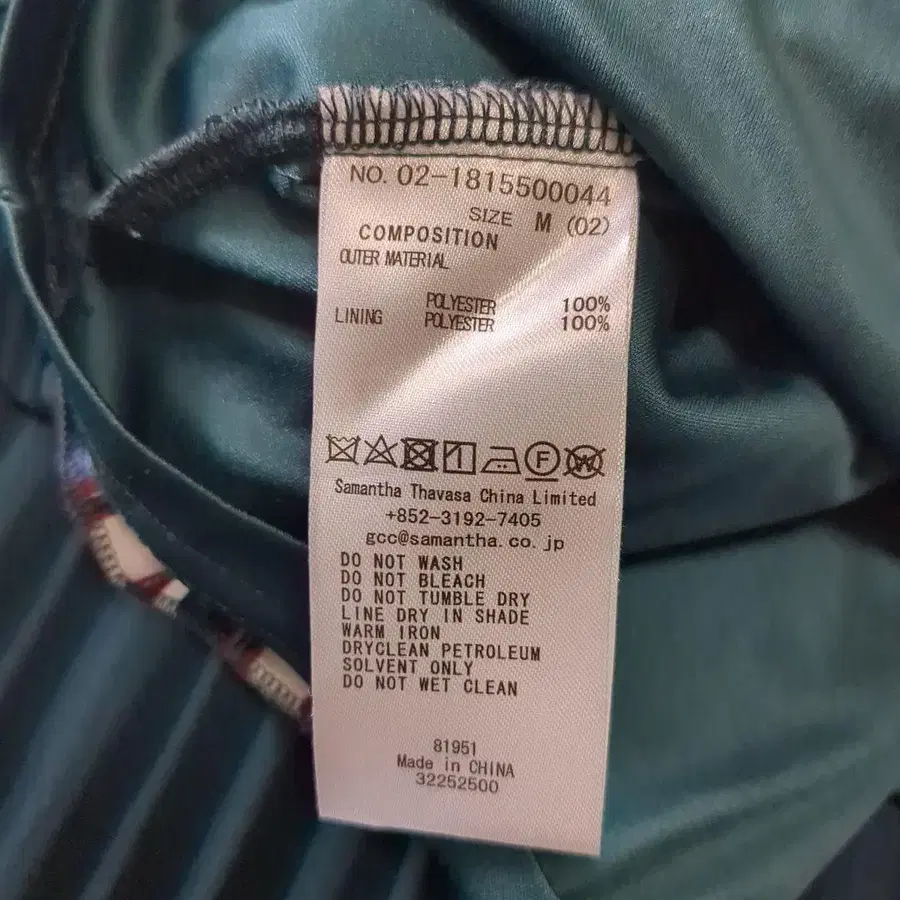 NO. 02-1815500044
SIZE M (02)
COMPOSITION
OUTER MATERIAL
POLYESTER 100%
LINING POLYESTER 100%
F W
Samantha Thavasa China Limited
+852-3192-7405
gcc@samantha.co.jp
DO NOT WASH
DO NOT BLEACH
DO NOT TUMBLE DRY
LINE DRY IN SHADE
WARM IRON
DRYCLEAN PETROLEUM
SOLVENT ONLY
DO NOT WET CLEAN
81951
Made in CHINA
32252500